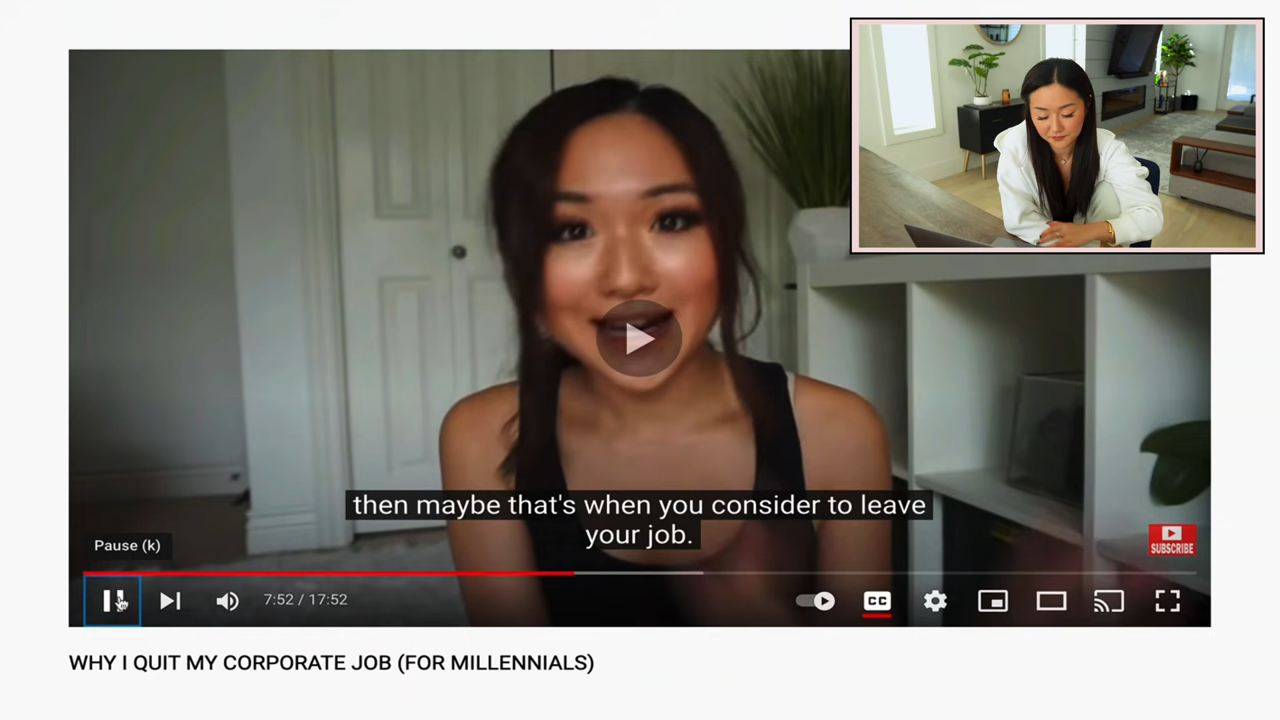 then maybe that's when you consider to leave
your job.
Pause (k)
SUBSCRIBE
7:52 / 17:52
CC
WHY I QUIT MY CORPORATE JOB (FOR MILLENNIALS)